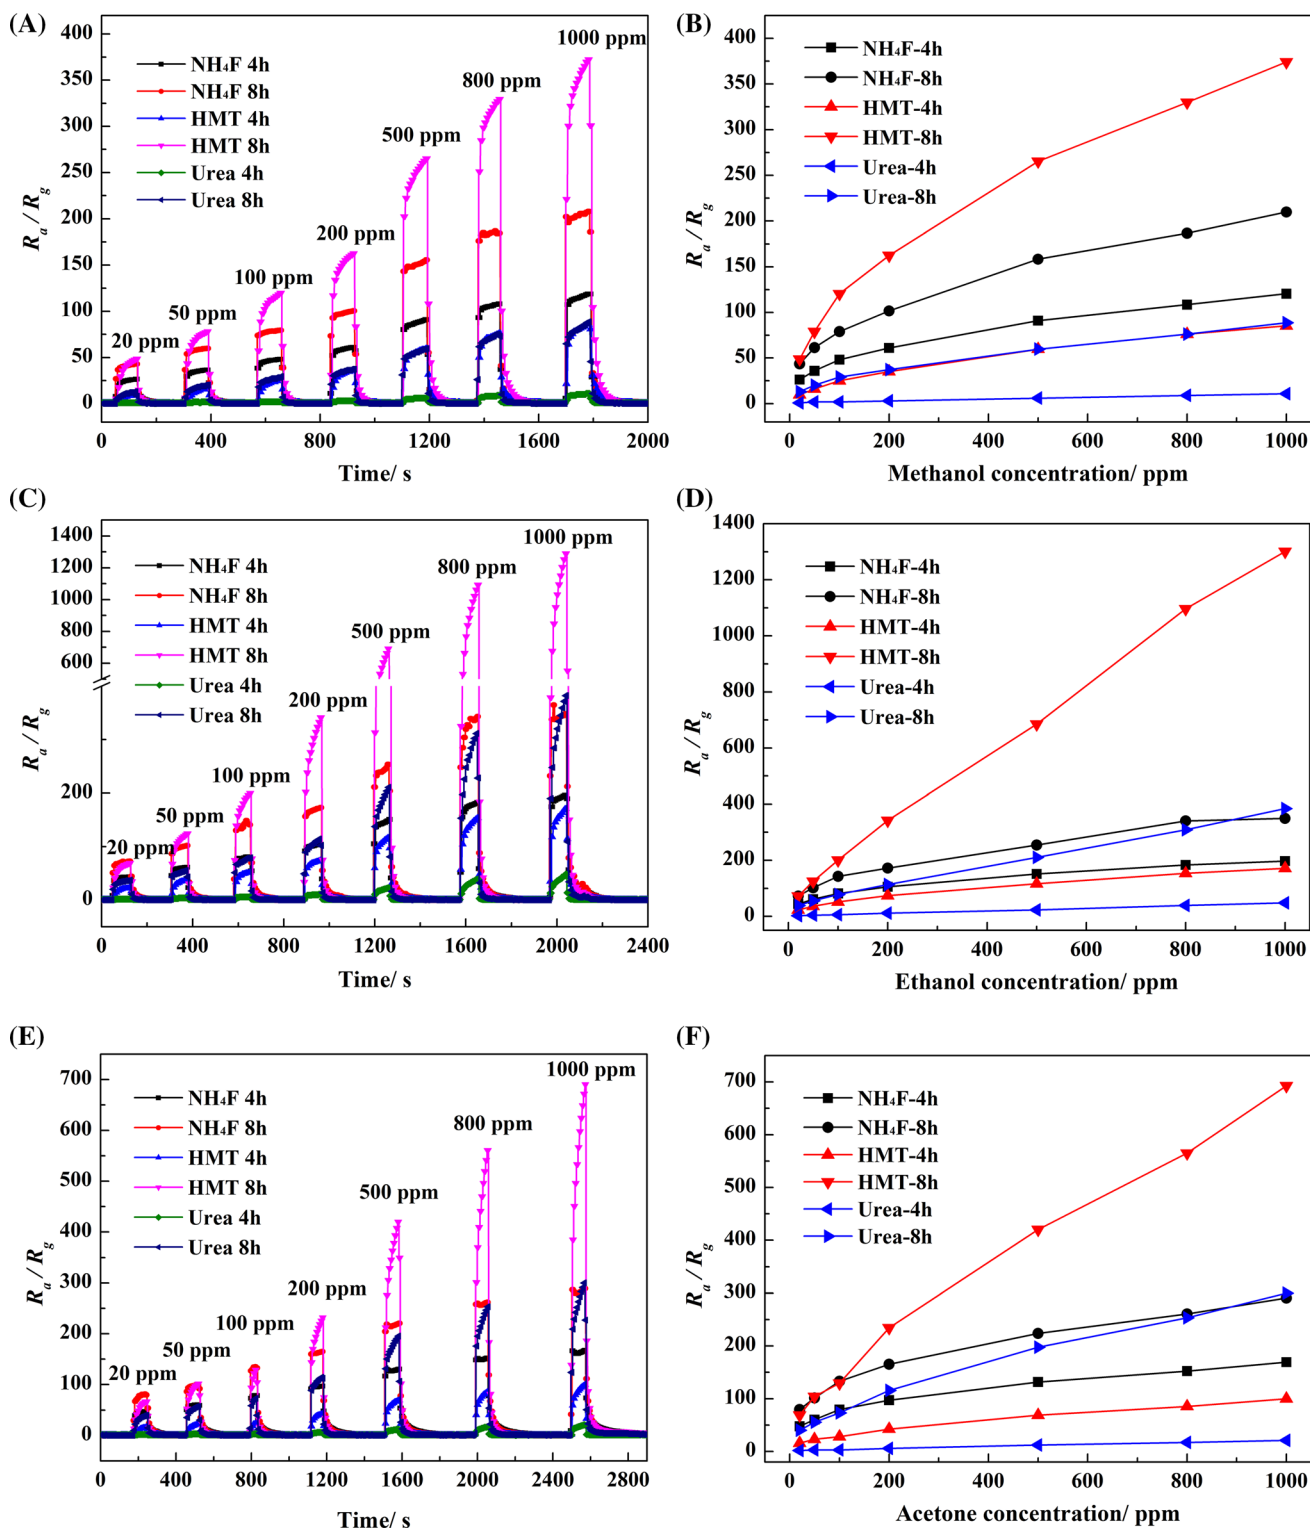 (A)
400
350
300
250
200
150
100
50
0
Rₐ / R_g
NH₄F 4h
NH₄F 8h
HMT 4h
HMT 8h
Urea 4h
Urea 8h
20 ppm
50 ppm
100 ppm
200 ppm
500 ppm
800 ppm
1000 ppm
0 400 800 1200 1600 2000
Time/ s
(B)
400
350
300
250
200
150
100
50
0
Rₐ / R_g
NH₄F-4h
NH₄F-8h
HMT-4h
HMT-8h
Urea-4h
Urea-8h
0 200 400 600 800 1000
Methanol concentration/ ppm
(C)
1400
1300
1200
1100
1000
900
800
700
600
200
0
Rₐ / R_g
NH₄F 4h
NH₄F 8h
HMT 4h
HMT 8h
Urea 4h
Urea 8h
20 ppm
50 ppm
100 ppm
200 ppm
500 ppm
800 ppm
1000 ppm
0 400 800 1200 1600 2000 2400
Time/ s
(D)
1400
1300
1200
1000
800
600
400
200
0
Rₐ / R_g
NH₄F-4h
NH₄F-8h
HMT-4h
HMT-8h
Urea-4h
Urea-8h
0 200 400 600 800 1000
Ethanol concentration/ ppm
(E)
700
600
500
400
300
200
100
0
Rₐ / R_g
NH₄F 4h
NH₄F 8h
HMT 4h
HMT 8h
Urea 4h
Urea 8h
20 ppm
50 ppm
100 ppm
200 ppm
500 ppm
800 ppm
1000 ppm
0 400 800 1200 1600 2000 2400 2800
Time/ s
(F)
700
600
500
400
300
200
100
0
Rₐ / R_g
NH₄F-4h
NH₄F-8h
HMT-4h
HMT-8h
Urea-4h
Urea-8h
0 200 400 600 800 1000
Acetone concentration/ ppm